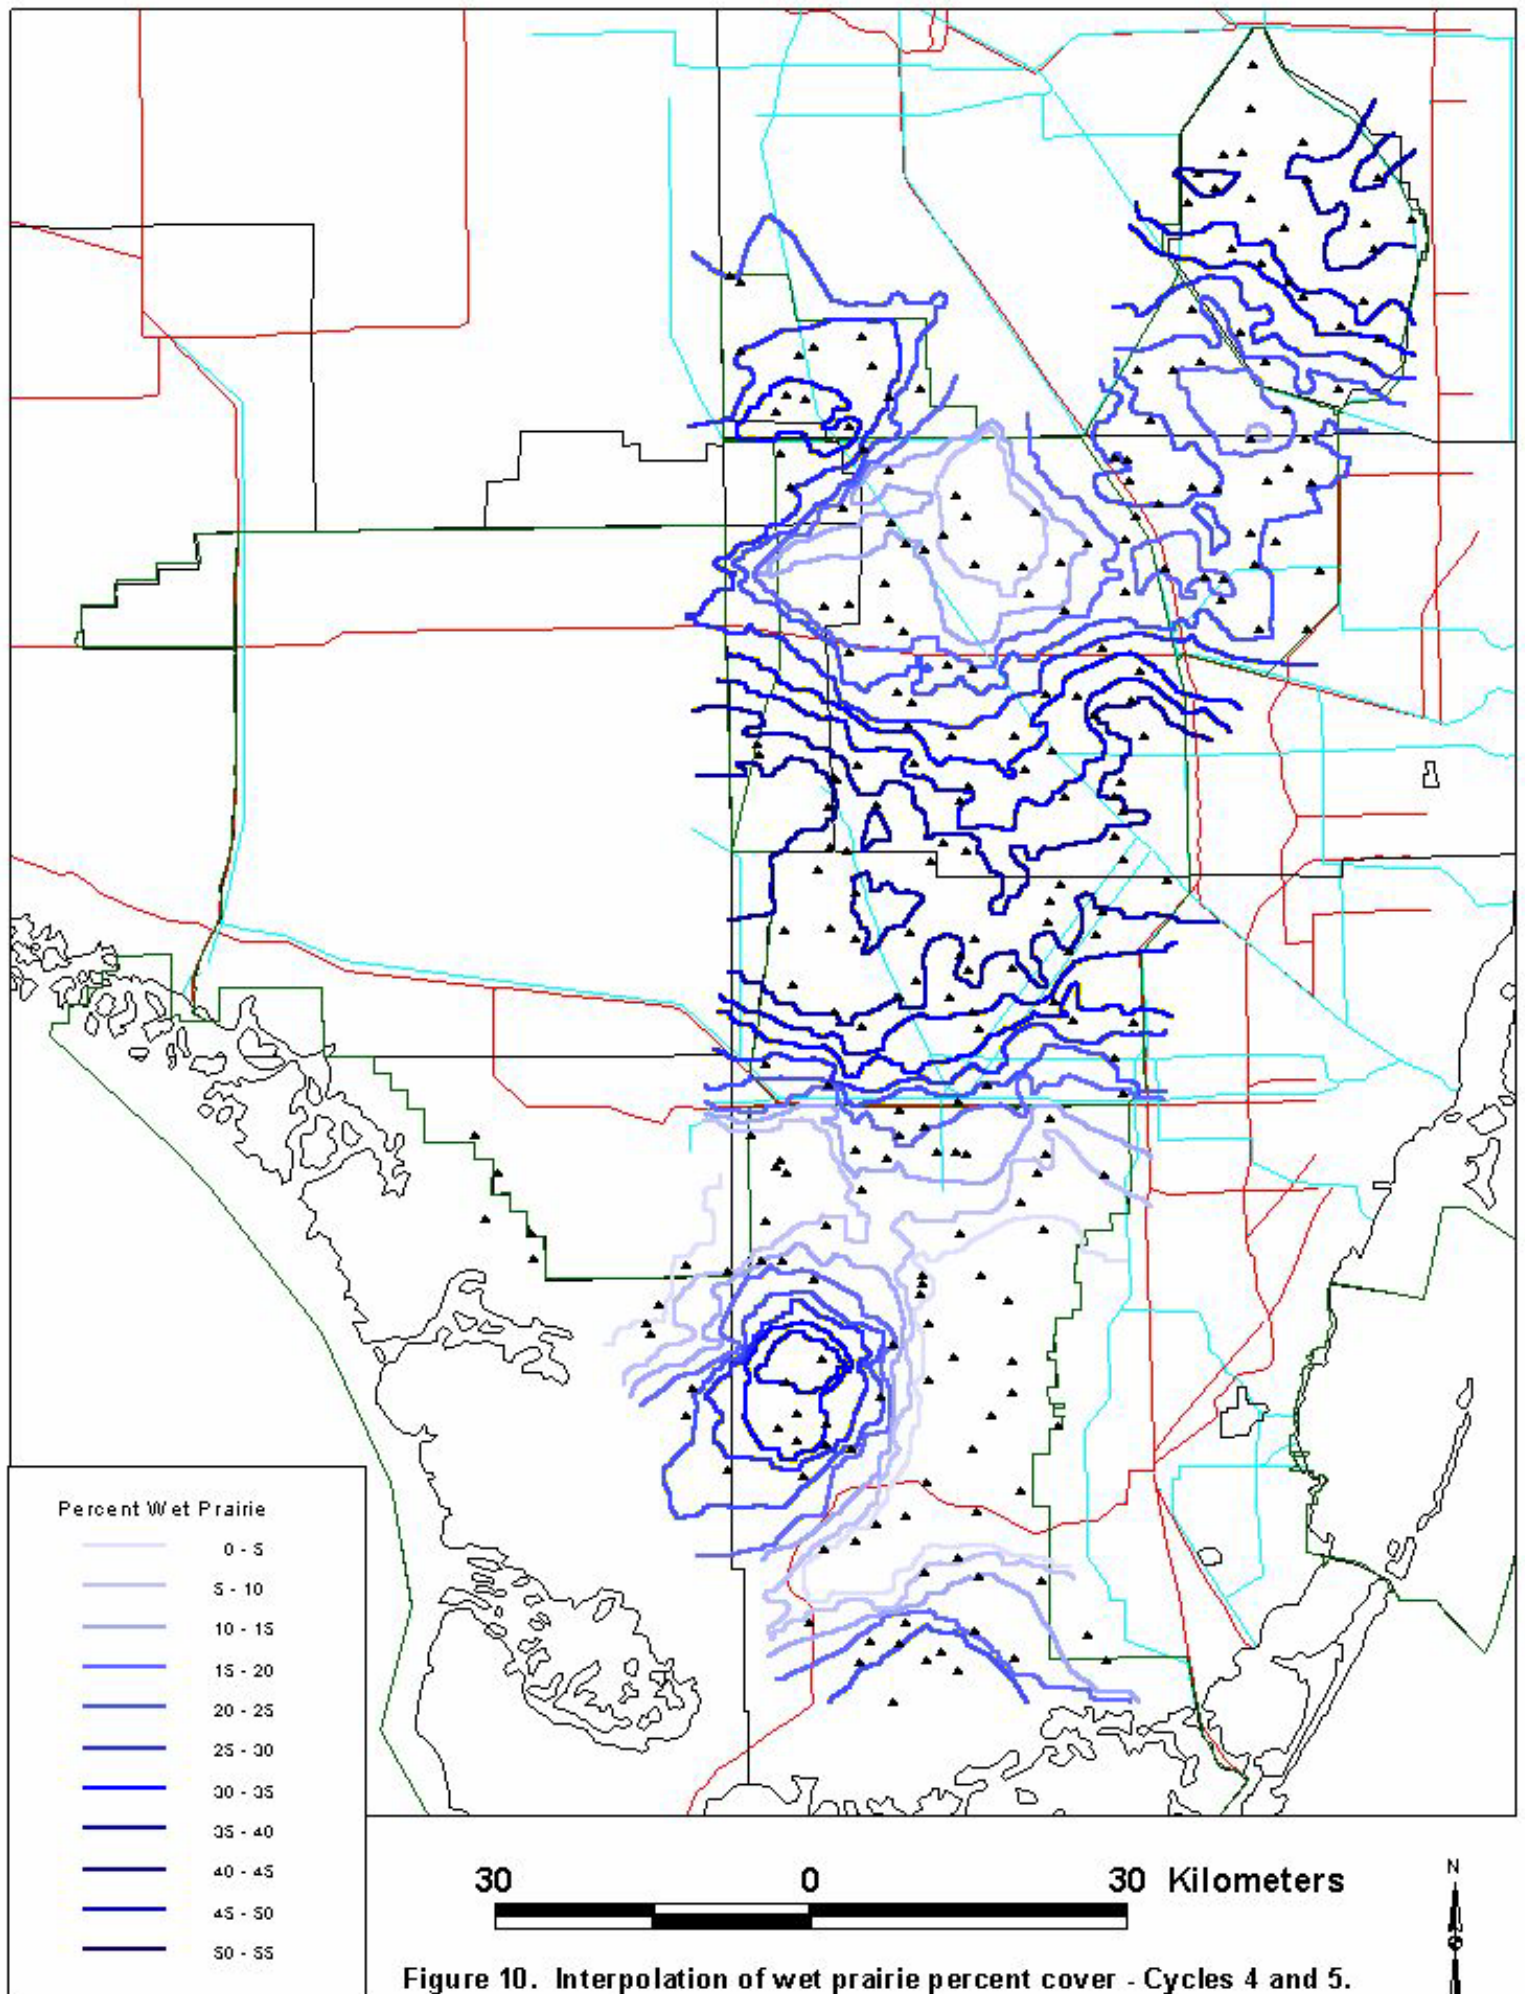 Percent Wet Prairie
0 - 5
5 - 10
10 - 15
15 - 20
20 - 25
25 - 30
30 - 35
35 - 40
40 - 45
45 - 50
50 - 55
30 0 30 Kilometers
N
Figure 10. Interpolation of wet prairie percent cover - Cycles 4 and 5.